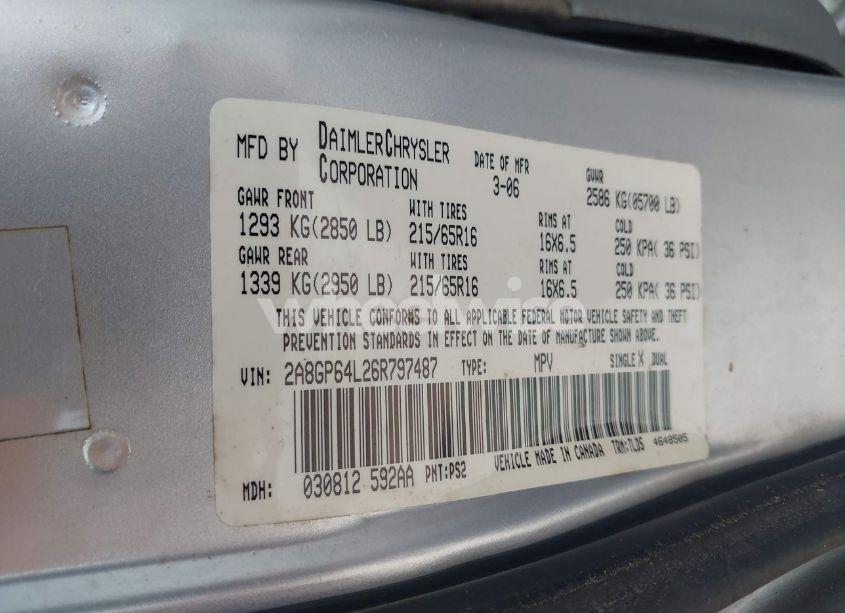 MFD BY DAIMLERCHRYSLER CORPORATION
DATE OF MFR 3-06
GVWR 2586 KG(05700 LB)
GAWR FRONT WITH TIRES RIMS AT COLD
1293 KG(2850 LB) 215/65R16 16X6.5 250 KPA( 36 PSI)
GAWR REAR WITH TIRES RIMS AT COLD
1339 KG(2950 LB) 215/65R16 16X6.5 250 KPA( 36 PSI)
THIS VEHICLE CONFORMS TO ALL APPLICABLE FEDERAL MOTOR VEHICLE SAFETY AND THEFT
PREVENTION STANDARDS IN EFFECT ON THE DATE OF MANUFACTURE SHOWN ABOVE.
VIN: 2A8GP64L26R797487 TYPE: MPV SINGLE X DUAL
MDH: 030812 592AA PNT:PS2 VEHICLE MADE IN CANADA TRM:TLDS 4648505